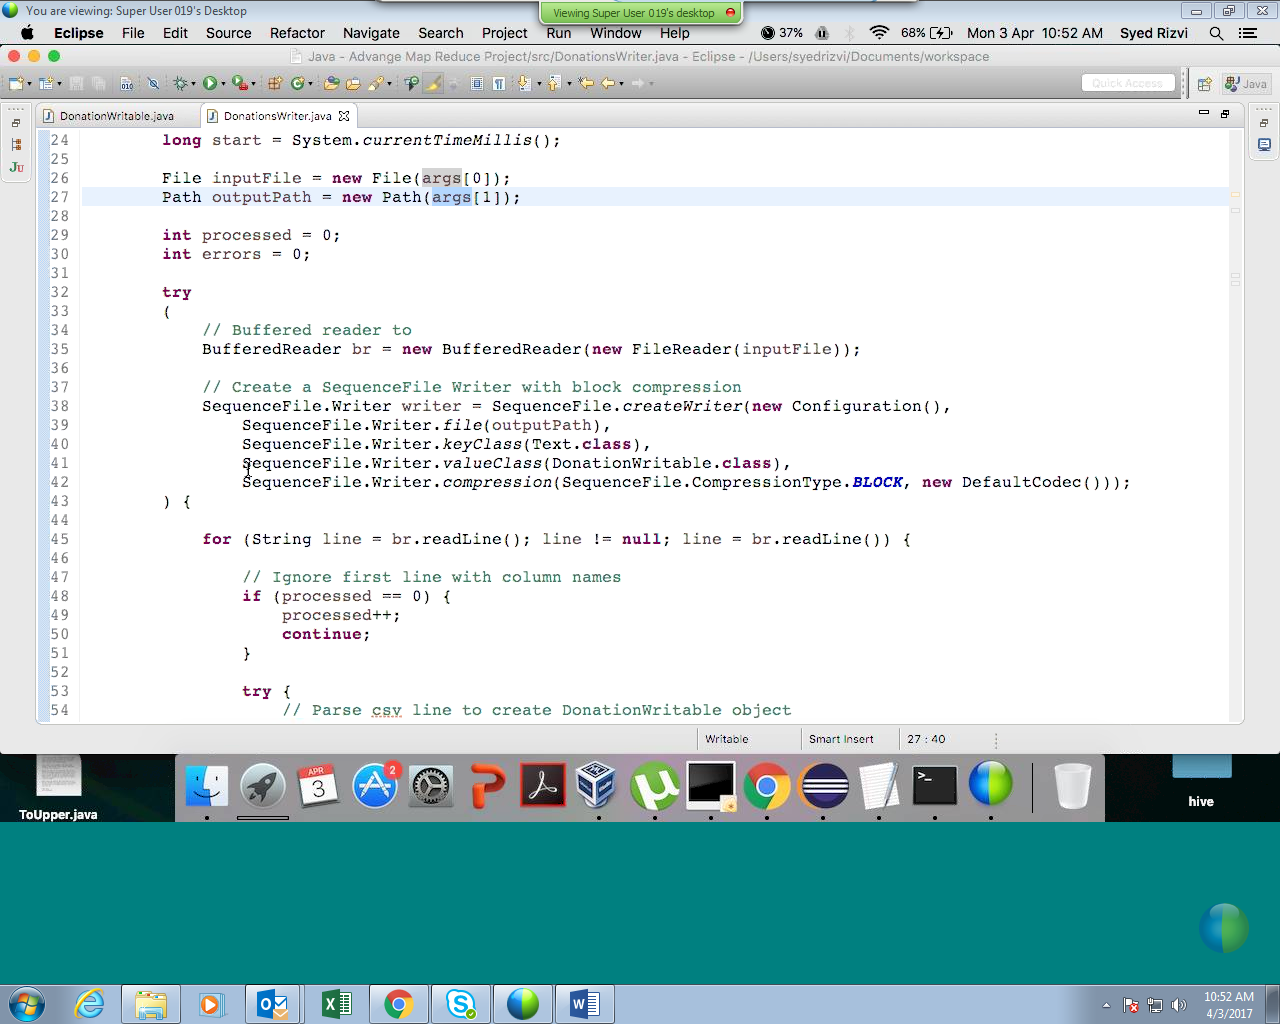 You are viewing: Super User 019's Desktop
Viewing Super User 019's desktop
Eclipse File Edit Source Refactor Navigate Search Project Run Window Help 37% 68% Mon 3 Apr 10:52 AM Syed Rizvi
Java - Advange Map Reduce Project/src/DonationsWriter.java - Eclipse - /Users/syedrizvi/Documents/workspace
Quick Access Java
DonationWritable.java DonationsWriter.java
24 long start = System.currentTimeMillis();
25
26 File inputFile = new File(args[0]);
27 Path outputPath = new Path(args[1]);
28
29 int processed = 0;
30 int errors = 0;
31
32 try
33 (
34 // Buffered reader to
35 BufferedReader br = new BufferedReader(new FileReader(inputFile));
36
37 // Create a SequenceFile Writer with block compression
38 SequenceFile.Writer writer = SequenceFile.createWriter(new Configuration(),
39 SequenceFile.Writer.file(outputPath),
40 SequenceFile.Writer.keyClass(Text.class),
41 SequenceFile.Writer.valueClass(DonationWritable.class),
42 SequenceFile.Writer.compression(SequenceFile.CompressionType.BLOCK, new DefaultCodec()));
43 ) {
44
45 for (String line = br.readLine(); line != null; line = br.readLine()) {
46
47 // Ignore first line with column names
48 if (processed == 0) {
49 processed++;
50 continue;
51 }
52
53 try {
54 // Parse csv line to create DonationWritable object
Ju
Writable Smart Insert 27 : 40
APR
3
2
ToUpper.java
hive
10:52 AM
4/3/2017